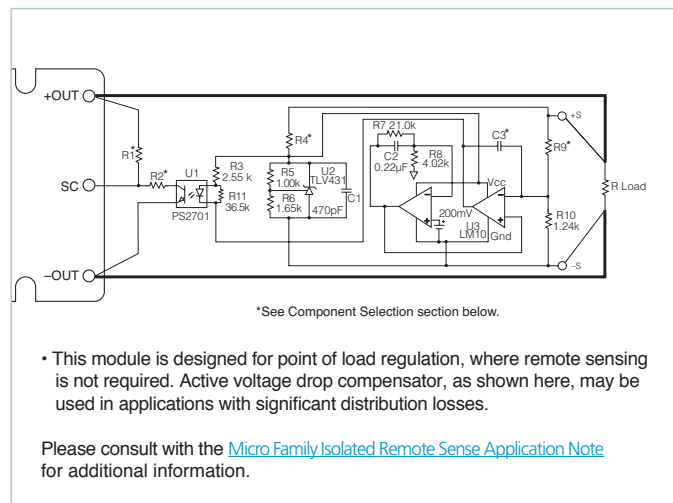 +OUT
+S
R7 21.0k
R4*
C3*
R9*
R1*
C2
0.22µF
R8
4.02k
U1
R3
2.55 k
R5
1.00k
U2
TLV431
R2*
SC
Vcc
R Load
R11
36.5k
R6
1.65k
C1
470pF
PS2701
200mV
U3
LM10
Gnd
R10
1.24k
–OUT
–S
*See Component Selection section below.
• This module is designed for point of load regulation, where remote sensing
is not required. Active voltage drop compensator, as shown here, may be
used in applications with significant distribution losses.
Please consult with the Micro Family Isolated Remote Sense Application Note
for additional information.